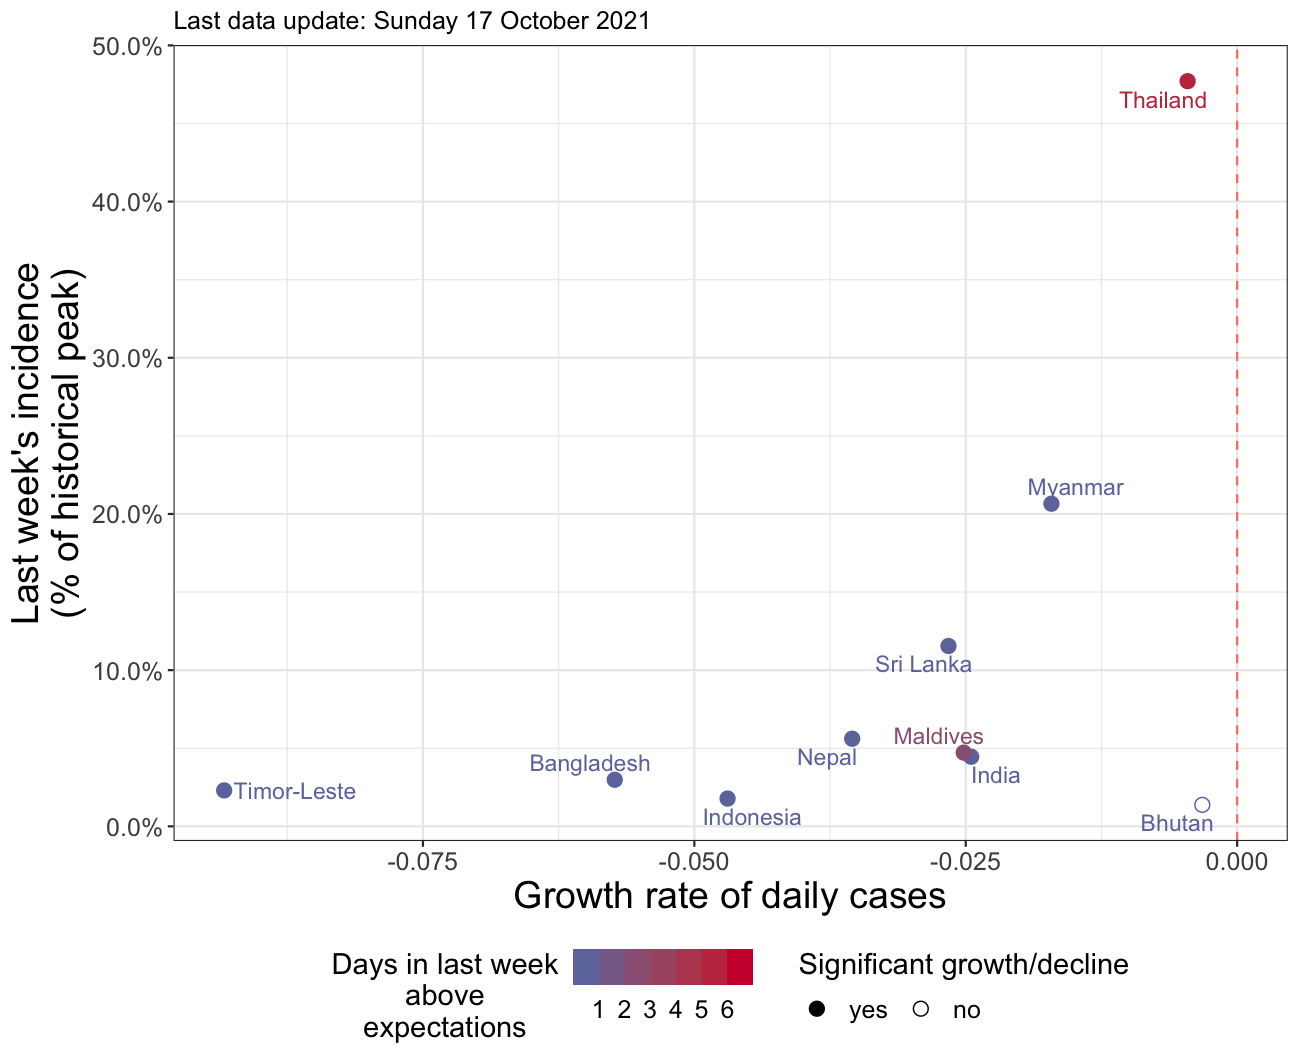 Last data update: Sunday 17 October 2021
50.0%
40.0%
30.0%
20.0%
10.0%
0.0%
Last week's incidence
(% of historical peak)
Thailand
Myanmar
Sri Lanka
Maldives
Nepal
India
Bangladesh
Timor-Leste
Indonesia
Bhutan
-0.075 -0.050 -0.025 0.000
Growth rate of daily cases
Days in last week
above
expectations
1 2 3 4 5 6
Significant growth/decline
yes no